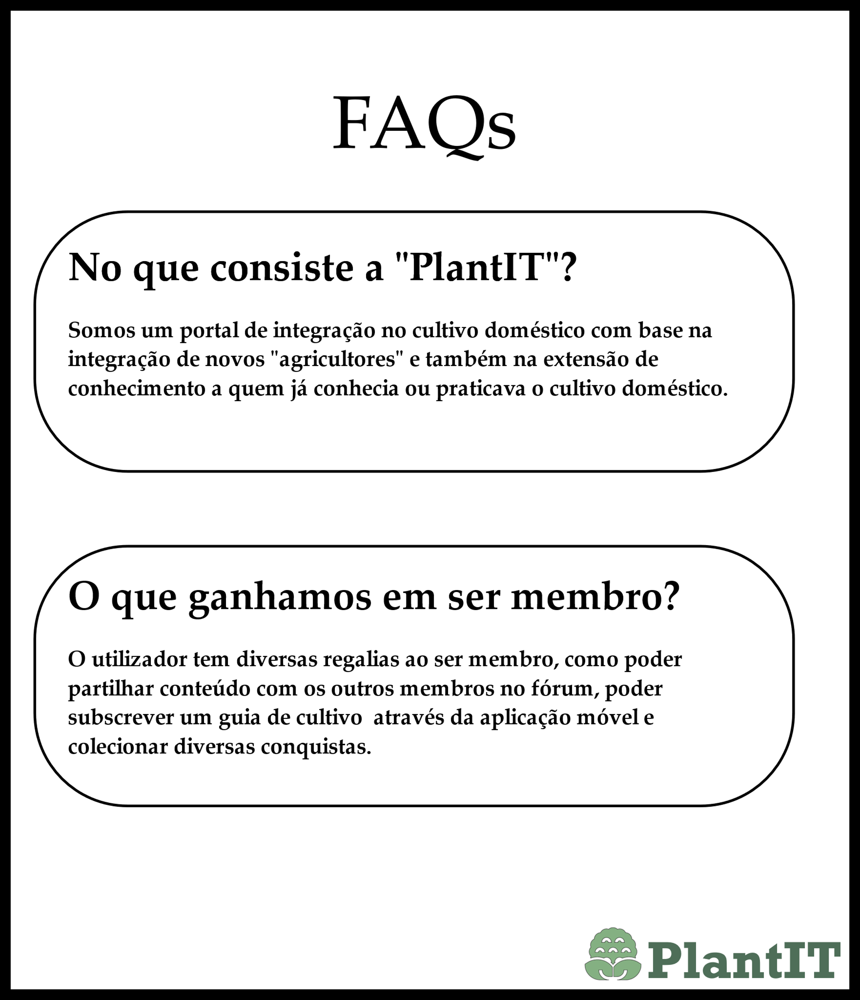 FAQs
No que consiste a "PlantIT"?
Somos um portal de integração no cultivo doméstico com base na
integração de novos "agricultores" e também na extensão de
conhecimento a quem já conhecia ou praticava o cultivo doméstico.
O que ganhamos em ser membro?
O utilizador tem diversas regalias ao ser membro, como poder
partilhar conteúdo com os outros membros no fórum, poder
subscrever um guia de cultivo  através da aplicação móvel e
colecionar diversas conquistas.
PlantIT